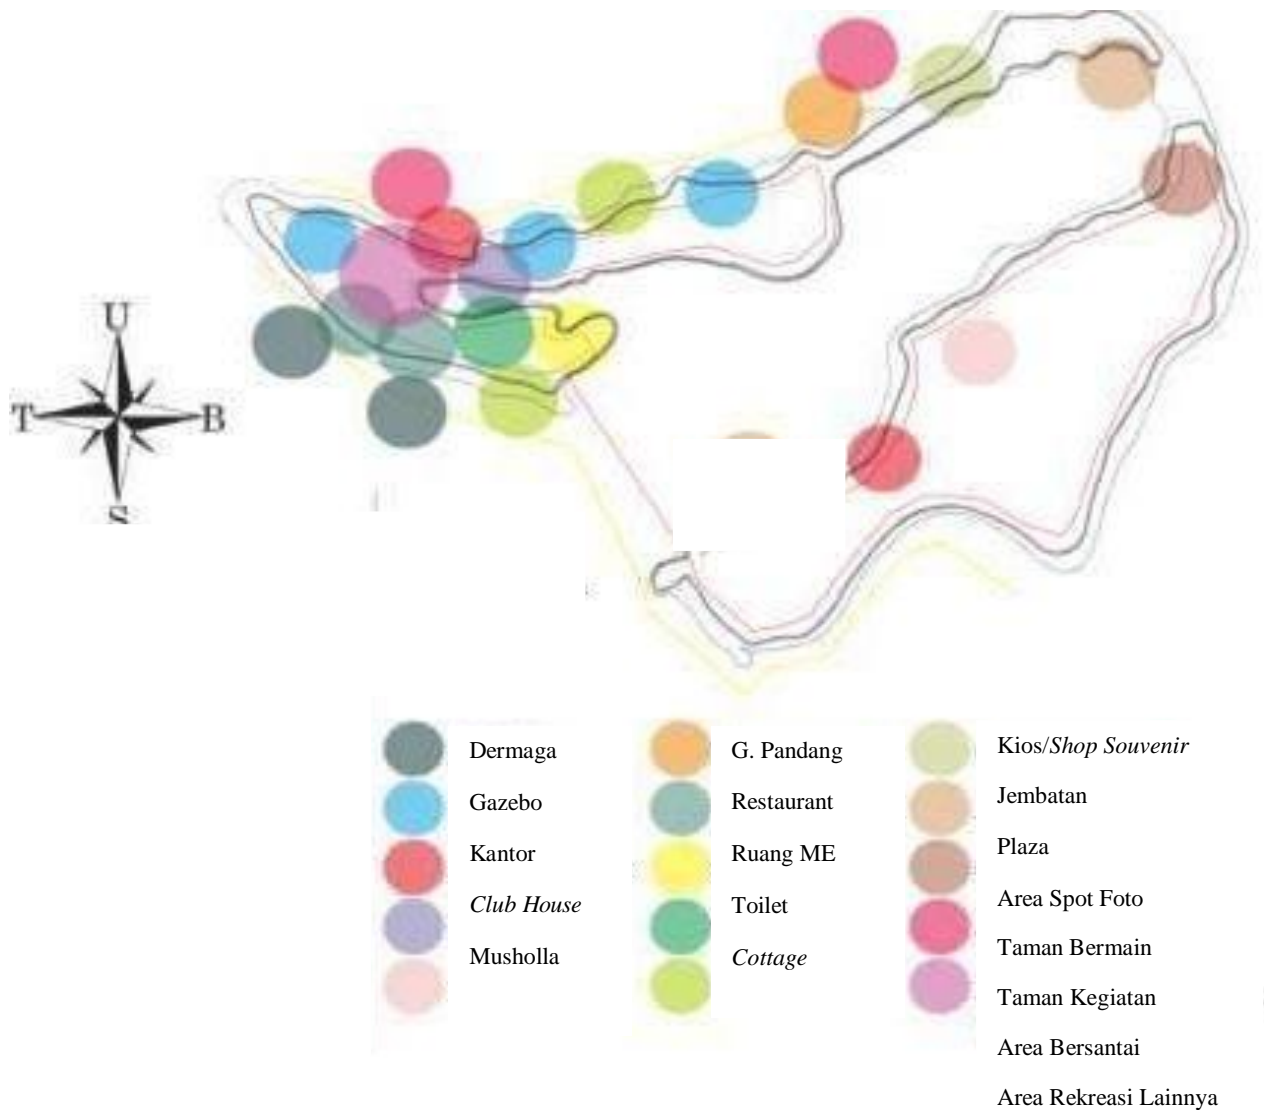 U
T B
S
Dermaga
Gazebo
Kantor
Club House
Musholla
G. Pandang
Restaurant
Ruang ME
Toilet
Cottage
Kios/Shop Souvenir
Jembatan
Plaza
Area Spot Foto
Taman Bermain
Taman Kegiatan
Area Bersantai
Area Rekreasi Lainnya